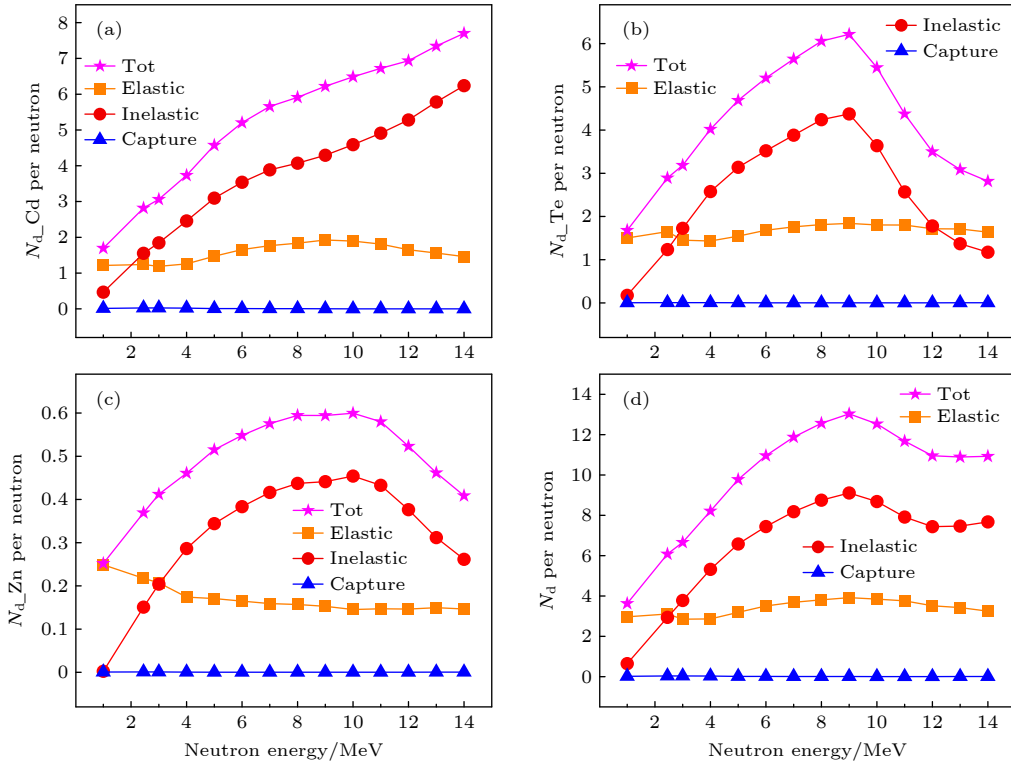 (a)
Tot
Elastic
Inelastic
Capture
8
7
6
5
4
3
2
1
0
N_d_Cd per neutron
2 4 6 8 10 12 14
(b)
Tot
Elastic
Inelastic
Capture
6
4
2
0
N_d_Te per neutron
2 4 6 8 10 12 14
(c)
Tot
Elastic
Inelastic
Capture
0.6
0.5
0.4
0.3
0.2
0.1
0
N_d_Zn per neutron
2 4 6 8 10 12 14
Neutron energy/MeV
(d)
Tot
Elastic
Inelastic
Capture
14
12
10
8
6
4
2
0
N_d per neutron
2 4 6 8 10 12 14
Neutron energy/MeV